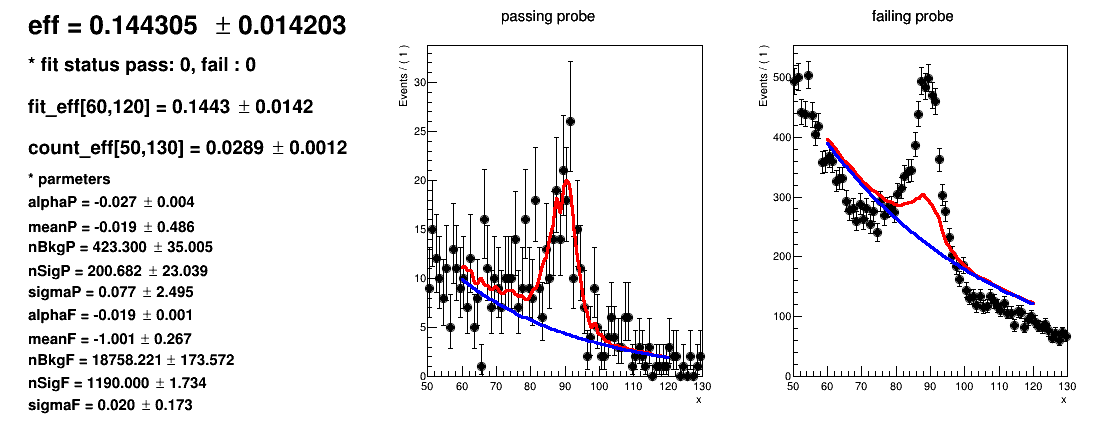 eff = 0.144305 ± 0.014203
* fit status pass: 0, fail : 0
fit_eff[60,120] = 0.1443 ± 0.0142
count_eff[50,130] = 0.0289 ± 0.0012
* parmeters
alphaP = -0.027 ± 0.004
meanP = -0.019 ± 0.486
nBkgP = 423.300 ± 35.005
nSigP = 200.682 ± 23.039
sigmaP = 0.077 ± 2.495
alphaF = -0.019 ± 0.001
meanF = -1.001 ± 0.267
nBkgF = 18758.221 ± 173.572
nSigF = 1190.000 ± 1.734
sigmaF = 0.020 ± 0.173
passing probe
Events / ( 1 )
30
25
20
15
10
5
0
50 60 70 80 90 100 110 120 130
x
failing probe
Events / ( 1 )
500
400
300
200
100
0
50 60 70 80 90 100 110 120 130
x